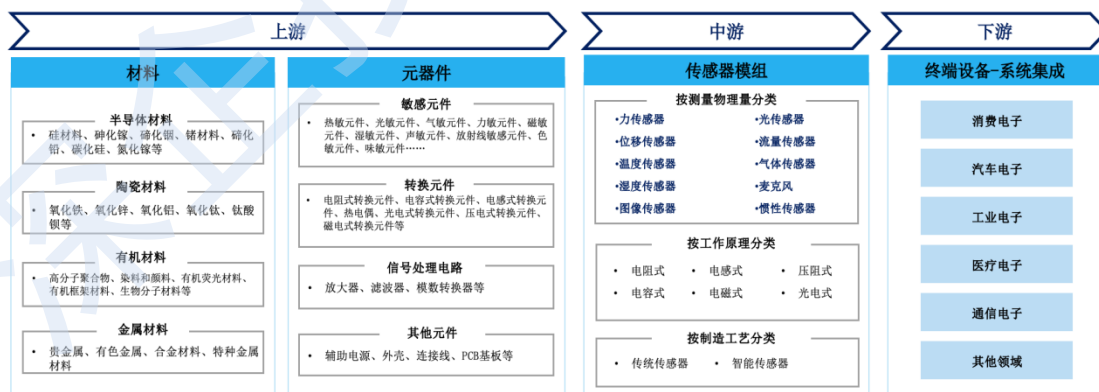 上游
中游
下游
材料
半导体材料
• 硅材料、砷化镓、碲化铟、锗材料、碲化
铅、碳化硅、氮化镓等
陶瓷材料
• 氧化铁、氧化锌、氧化铝、氧化钛、钛酸
钡等
有机材料
• 高分子聚合物、染料和颜料、有机荧光材料、
有机框架材料、生物分子材料等
金属材料
• 贵金属、有色金属、合金材料、特种金属
材料
元器件
敏感元件
• 热敏元件、光敏元件、气敏元件、力敏元件、磁敏
元件、湿敏元件、声敏元件、放射线敏感元件、色
敏元件、味敏元件……
转换元件
• 电阻式转换元件、电容式转换元件、电感式转换元
件、热电偶、光电式转换元件、压电式转换元件、
磁电式转换元件等
信号处理电路
• 放大器、滤波器、模数转换器等
其他元件
• 辅助电源、外壳、连接线、PCB基板等
传感器模组
按测量物理量分类
•力传感器 •光传感器
•位移传感器 •流量传感器
•温度传感器 •气体传感器
•湿度传感器 •麦克风
•图像传感器 •惯性传感器
按工作原理分类
• 电阻式 • 电感式 • 压阻式
• 电容式 • 电磁式 • 光电式
按制造工艺分类
• 传统传感器 • 智能传感器
终端设备-系统集成
消费电子
汽车电子
工业电子
医疗电子
通信电子
其他领域